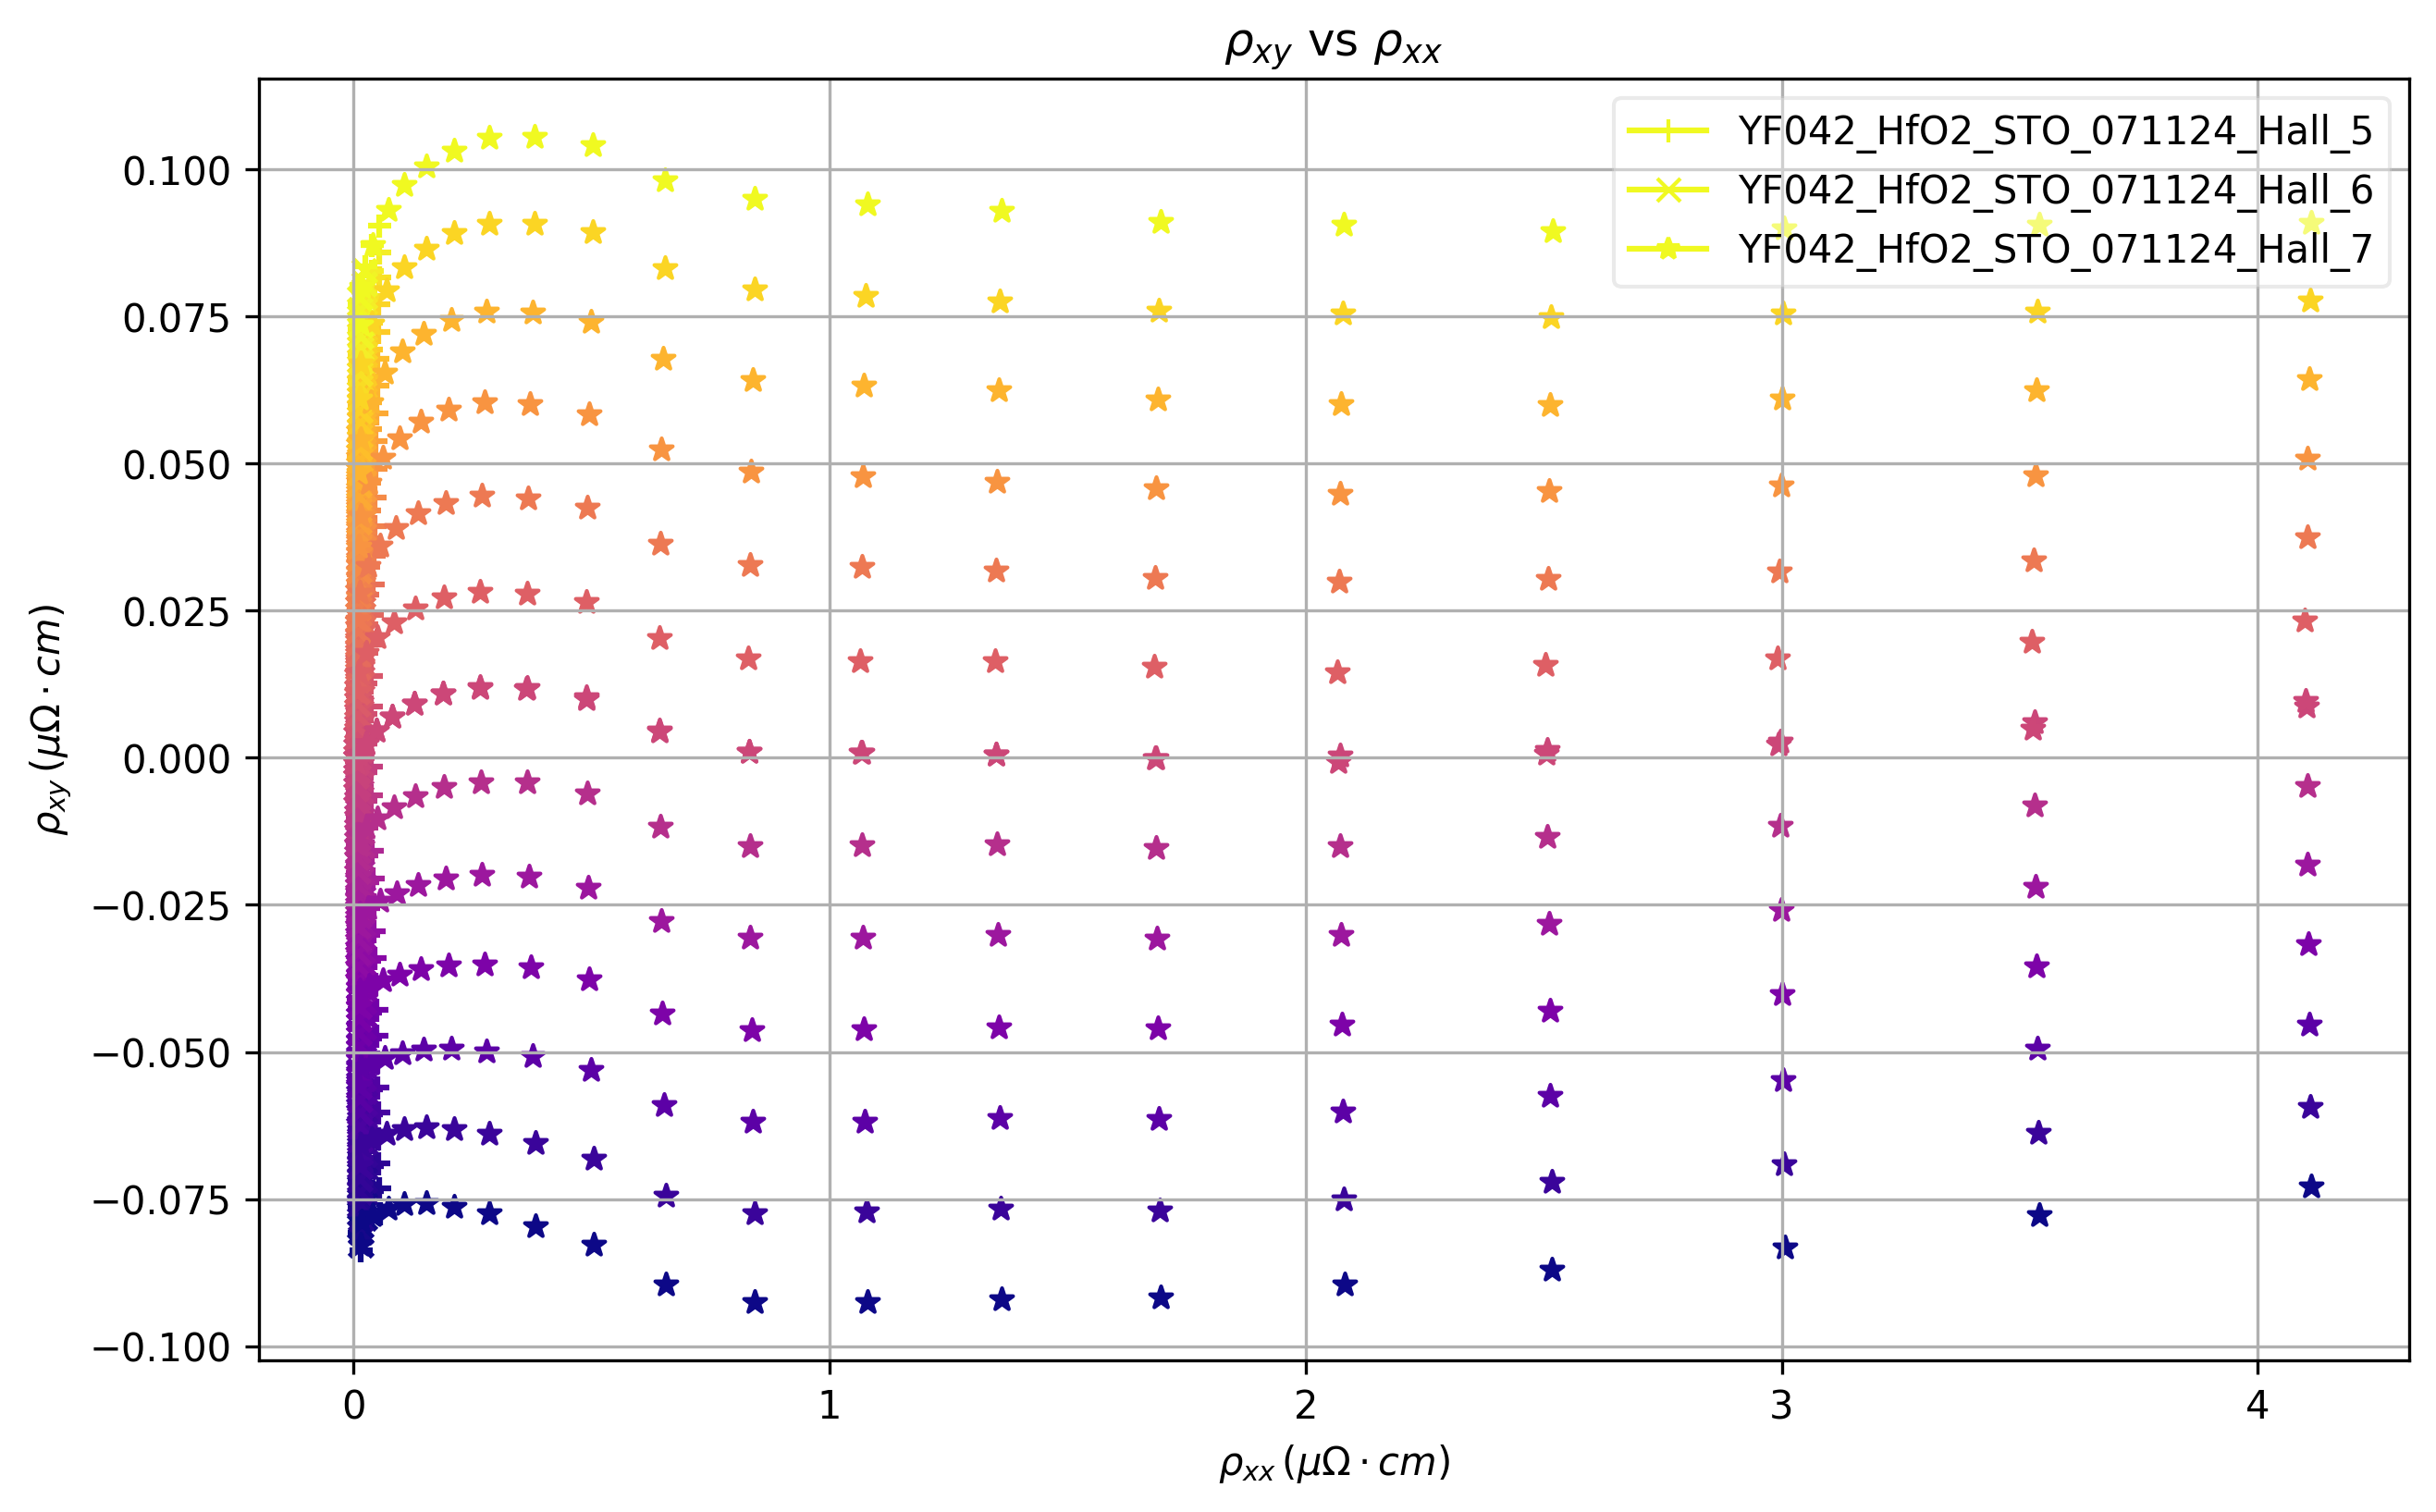 ρxy vs ρxx
YF042_HfO2_STO_071124_Hall_5
YF042_HfO2_STO_071124_Hall_6
YF042_HfO2_STO_071124_Hall_7
0.100
0.075
0.050
0.025
0.000
−0.025
−0.050
−0.075
−0.100
ρxy (μΩ · cm)
0 1 2 3 4
ρxx (μΩ · cm)